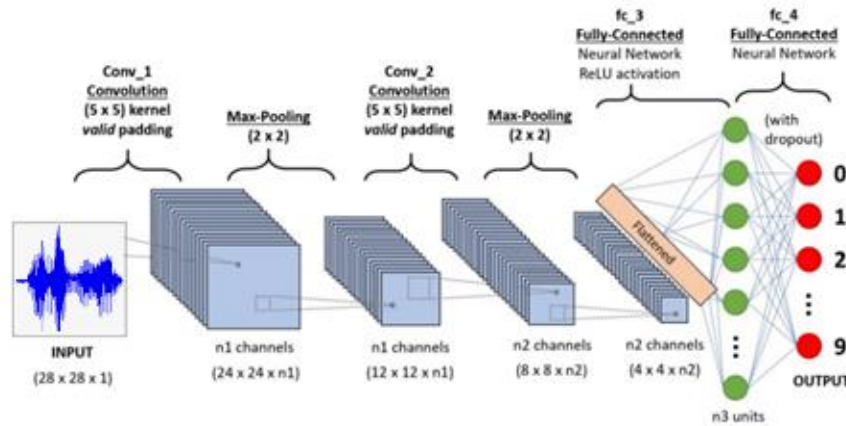 fc_3
Fully-Connected
Neural Network
ReLU activation
fc_4
Fully-Connected
Neural Network
Conv_1
Convolution
(5 x 5) kernel
valid padding
Max-Pooling
(2 x 2)
Conv_2
Convolution
(5 x 5) kernel
valid padding
Max-Pooling
(2 x 2)
(with
dropout)
Flattened
0
1
2
9
INPUT
(28 x 28 x 1)
n1 channels
(24 x 24 x n1)
n1 channels
(12 x 12 x n1)
n2 channels
(8 x 8 x n2)
n2 channels
(4 x 4 x n2)
OUTPUT
n3 units